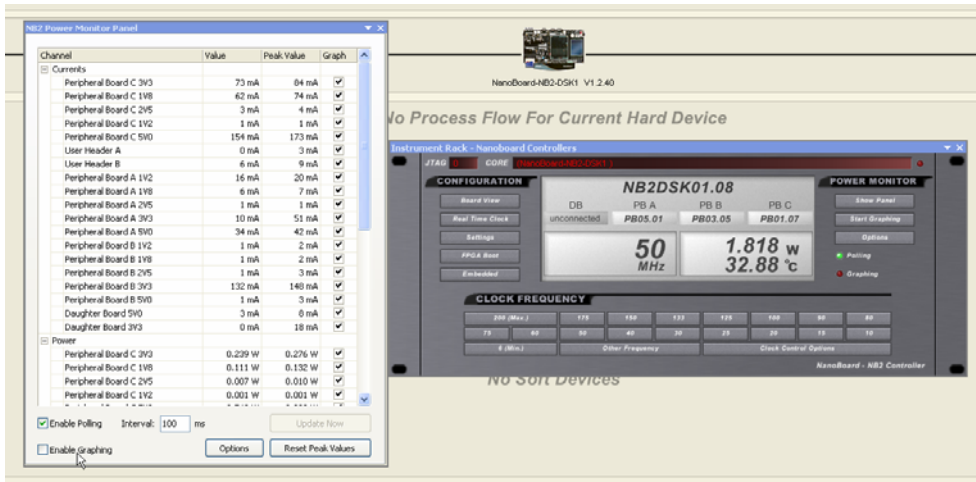 NB2 Power Monitor Panel
Channel Value Peak Value Graph
Currents
Peripheral Board C 3V3 73 mA 84 mA
Peripheral Board C 1V8 62 mA 74 mA
Peripheral Board C 2V5 3 mA 4 mA
Peripheral Board C 1V2 1 mA 1 mA
Peripheral Board C 5V0 154 mA 173 mA
User Header A 0 mA 3 mA
User Header B 6 mA 9 mA
Peripheral Board A 1V2 16 mA 20 mA
Peripheral Board A 1V8 6 mA 7 mA
Peripheral Board A 2V5 1 mA 1 mA
Peripheral Board A 3V3 10 mA 51 mA
Peripheral Board A 5V0 34 mA 42 mA
Peripheral Board B 1V2 1 mA 2 mA
Peripheral Board B 1V8 1 mA 2 mA
Peripheral Board B 2V5 1 mA 3 mA
Peripheral Board B 3V3 132 mA 148 mA
Peripheral Board B 5V0 1 mA 3 mA
Daughter Board 5V0 3 mA 8 mA
Daughter Board 3V3 0 mA 18 mA
Power
Peripheral Board C 3V3 0.239 W 0.276 W
Peripheral Board C 1V8 0.111 W 0.132 W
Peripheral Board C 2V5 0.007 W 0.010 W
Peripheral Board C 1V2 0.001 W 0.001 W
Enable Polling Interval: 100 ms Update Now
Enable Graphing Options Reset Peak Values
NanoBoard-NB2-DSK1 V1.2.40
No Process Flow For Current Hard Device
Instrument Rack - Nanoboard Controllers
JTAG 0 CORE (NanoBoard-NB2-DSK1 )
CONFIGURATION
Board View
Real Time Clock
Settings
FPGA Boot
Embedded
NB2DSK01.08
DB PB A PB B PB C
unconnected PB05.01 PB03.05 PB01.07
50 MHz
1.818 W
32.88 °C
POWER MONITOR
Show Panel
Start Graphing
Options
Polling
Graphing
CLOCK FREQUENCY
200 (Max.) 175 150 133 125 100 90 80
75 60 50 40 30 25 20 15 10
6 (Min.) Other Frequency Clock Control Options
NanoBoard - NB2 Controller
No Soft Devices